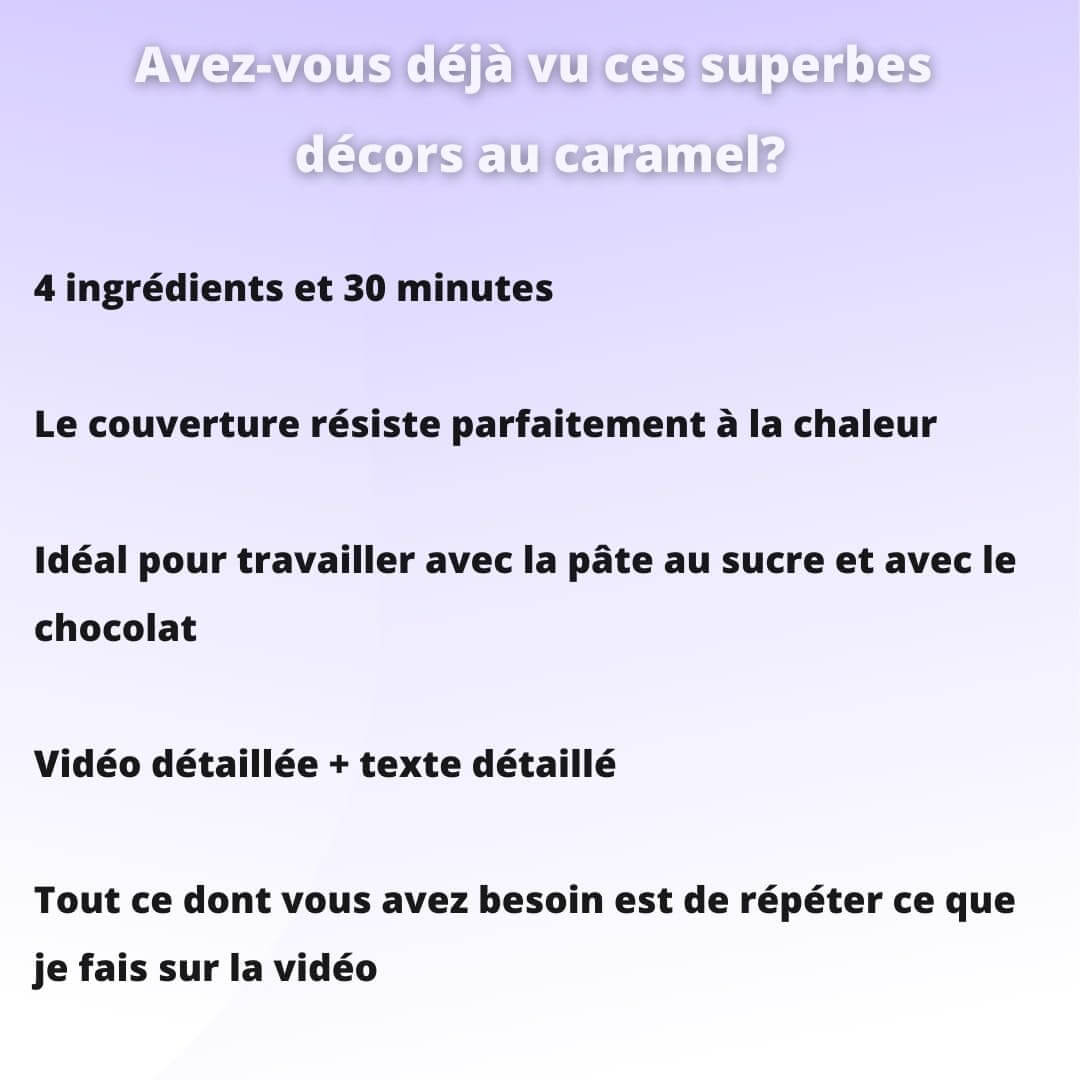 Avez-vous déjà vu ces superbes
décors au caramel?
4 ingrédients et 30 minutes
Le couverture résiste parfaitement à la chaleur
Idéal pour travailler avec la pâte au sucre et avec le
chocolat
Vidéo détaillée + texte détaillé
Tout ce dont vous avez besoin est de répéter ce que
je fais sur la vidéo